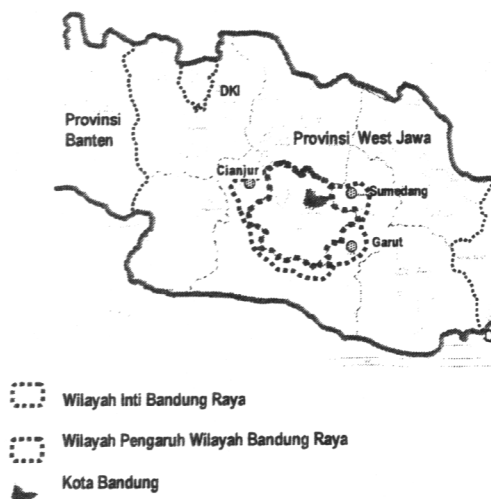 DKI
Provinsi
Banten
Provinsi West Jawa
Cianjur
Sumedang
Garut
Wilayah Inti Bandung Raya
Wilayah Pengaruh Wilayah Bandung Raya
Kota Bandung